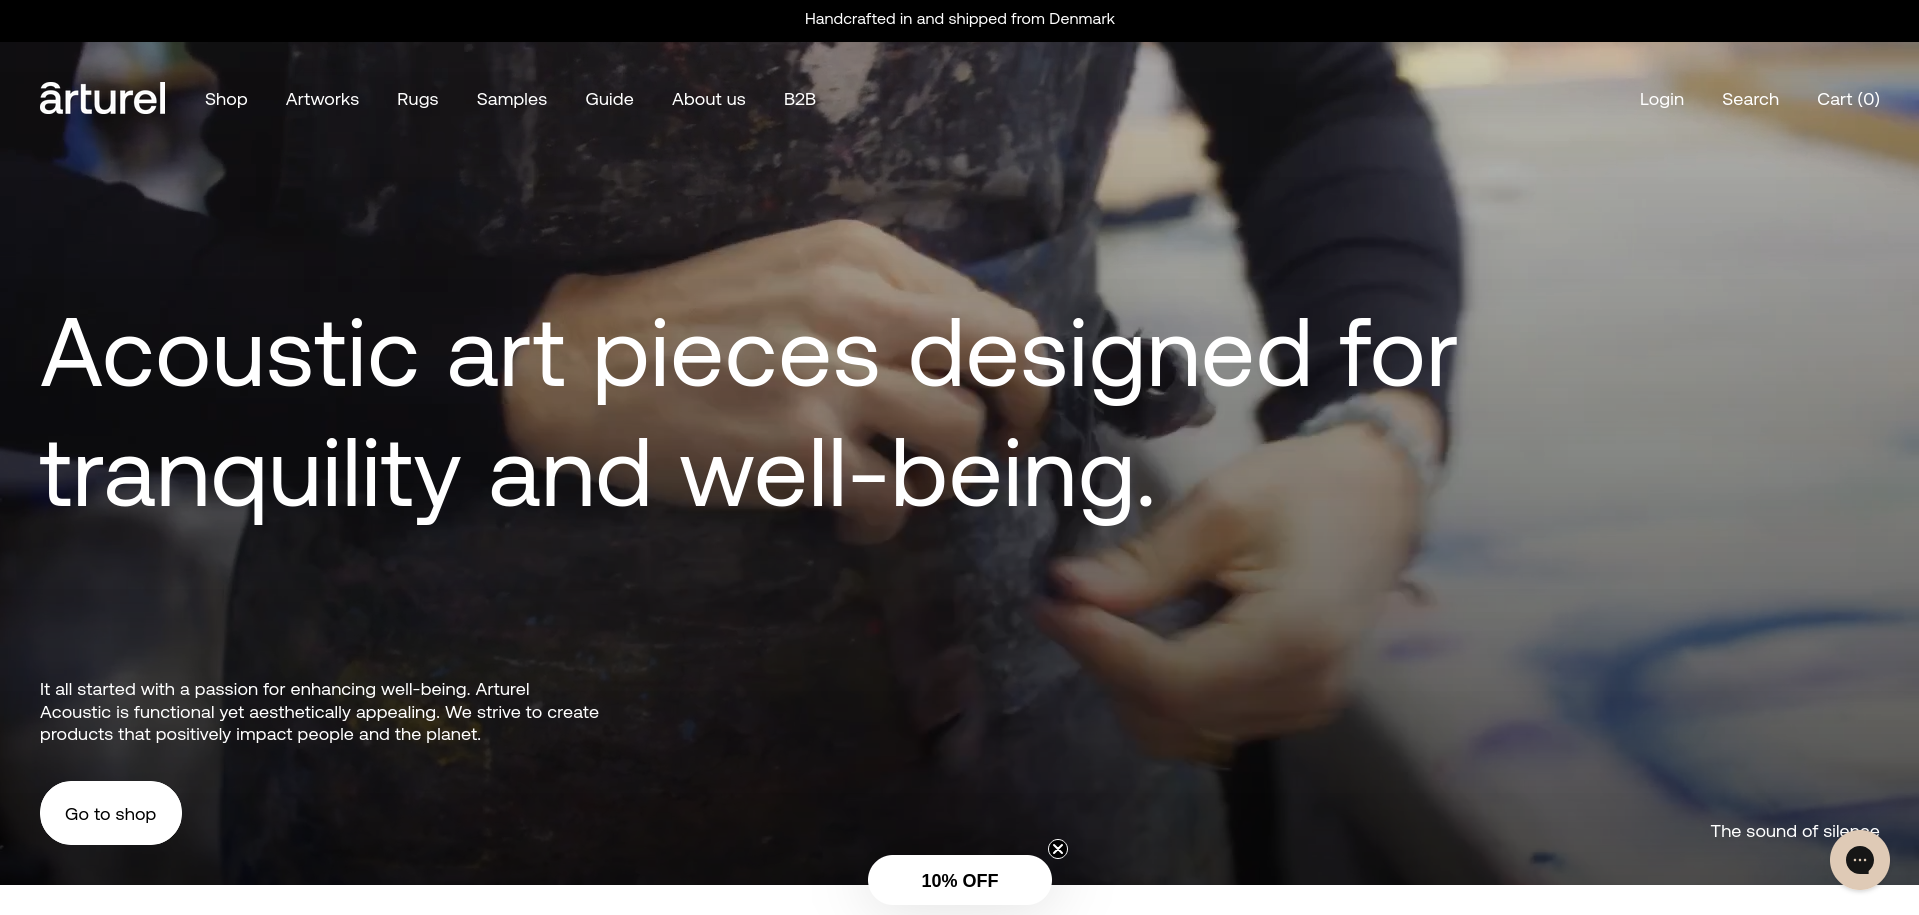 Handcrafted in and shipped from Denmark
ârturel
Shop
Artworks
Rugs
Samples
Guide
About us
B2B
Login
Search
Cart (0)
Acoustic art pieces designed for
tranquility and well-being.
It all started with a passion for enhancing well-being. Arturel
Acoustic is functional yet aesthetically appealing. We strive to create
products that positively impact people and the planet.
Go to shop
The sound of silence
10% OFF